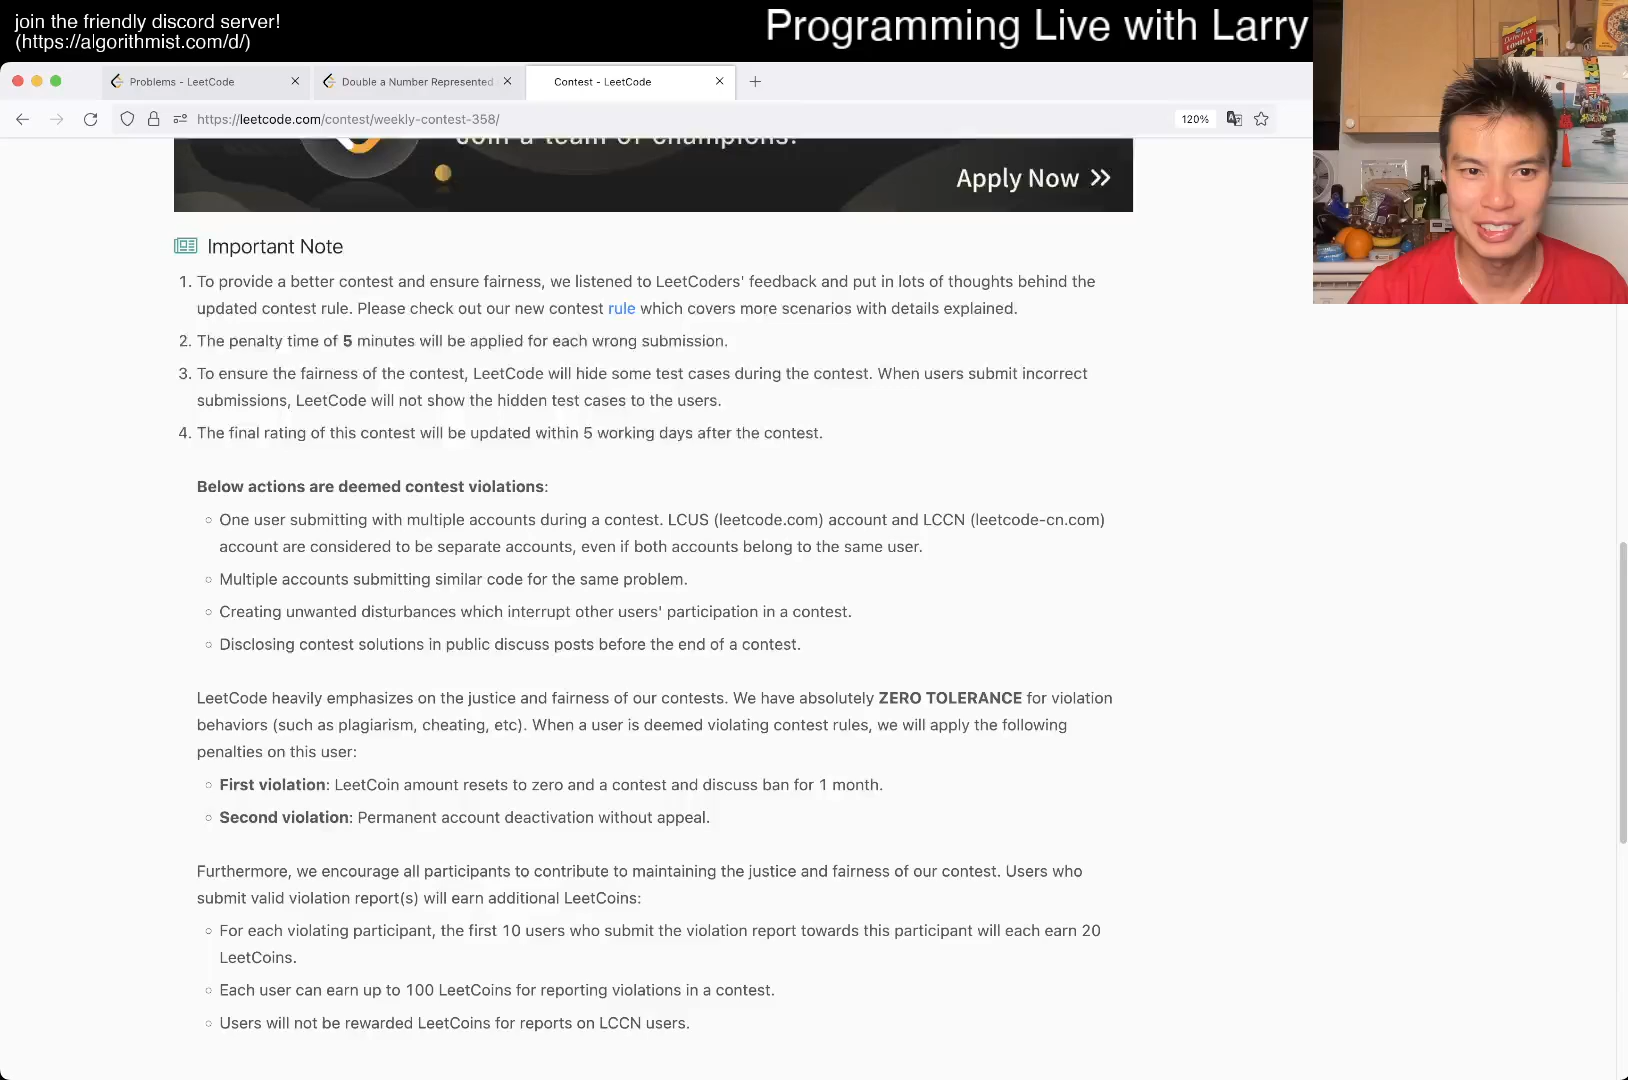 join the friendly discord server!
(https://algorithmist.com/d/)
Programming Live with Larry
Problems - LeetCode
Double a Number Represented
Contest - LeetCode
https://leetcode.com/contest/weekly-contest-358/
120%
Join a team of champions!
Apply Now
Important Note
1. To provide a better contest and ensure fairness, we listened to LeetCoders' feedback and put in lots of thoughts behind the
updated contest rule. Please check out our new contest rule which covers more scenarios with details explained.
2. The penalty time of 5 minutes will be applied for each wrong submission.
3. To ensure the fairness of the contest, LeetCode will hide some test cases during the contest. When users submit incorrect
submissions, LeetCode will not show the hidden test cases to the users.
4. The final rating of this contest will be updated within 5 working days after the contest.
Below actions are deemed contest violations:
One user submitting with multiple accounts during a contest. LCUS (leetcode.com) account and LCCN (leetcode-cn.com)
account are considered to be separate accounts, even if both accounts belong to the same user.
Multiple accounts submitting similar code for the same problem.
Creating unwanted disturbances which interrupt other users' participation in a contest.
Disclosing contest solutions in public discuss posts before the end of a contest.
LeetCode heavily emphasizes on the justice and fairness of our contests. We have absolutely ZERO TOLERANCE for violation
behaviors (such as plagiarism, cheating, etc). When a user is deemed violating contest rules, we will apply the following
penalties on this user:
First violation: LeetCoin amount resets to zero and a contest and discuss ban for 1 month.
Second violation: Permanent account deactivation without appeal.
Furthermore, we encourage all participants to contribute to maintaining the justice and fairness of our contest. Users who
submit valid violation report(s) will earn additional LeetCoins:
For each violating participant, the first 10 users who submit the violation report towards this participant will each earn 20
LeetCoins.
Each user can earn up to 100 LeetCoins for reporting violations in a contest.
Users will not be rewarded LeetCoins for reports on LCCN users.